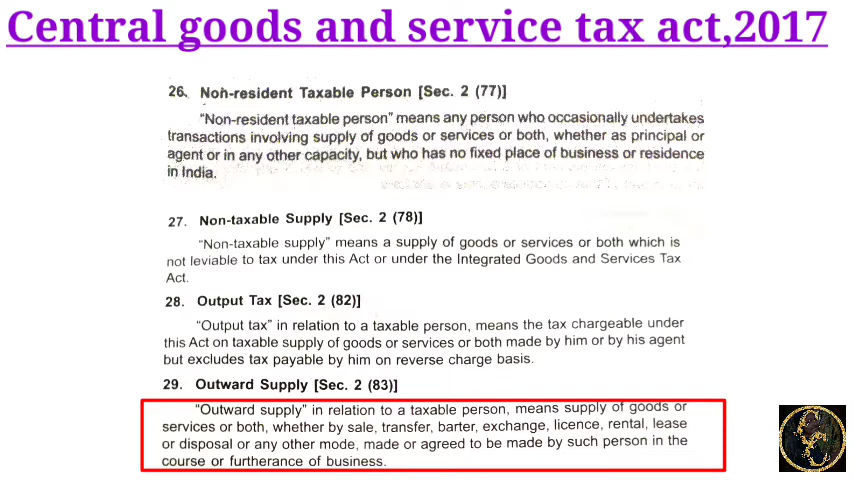 Central goods and service tax act,2017
26. Non-resident Taxable Person [Sec. 2 (77)]
"Non-resident taxable person" means any person who occasionally undertakes
transactions involving supply of goods or services or both, whether as principal or
agent or in any other capacity, but who has no fixed place of business or residence
in India.
27. Non-taxable Supply [Sec. 2 (78)]
"Non-taxable supply" means a supply of goods or services or both which is
not leviable to tax under this Act or under the Integrated Goods and Services Tax
Act.
28. Output Tax [Sec. 2 (82)]
"Output tax" in relation to a taxable person, means the tax chargeable under
this Act on taxable supply of goods or services or both made by him or by his agent
but excludes tax payable by him on reverse charge basis.
29. Outward Supply [Sec. 2 (83)]
"Outward supply" in relation to a taxable person, means supply of goods or
services or both, whether by sale, transfer, barter, exchange, licence, rental, lease
or disposal or any other mode, made or agreed to be made by such person in the
course or furtherance of business.